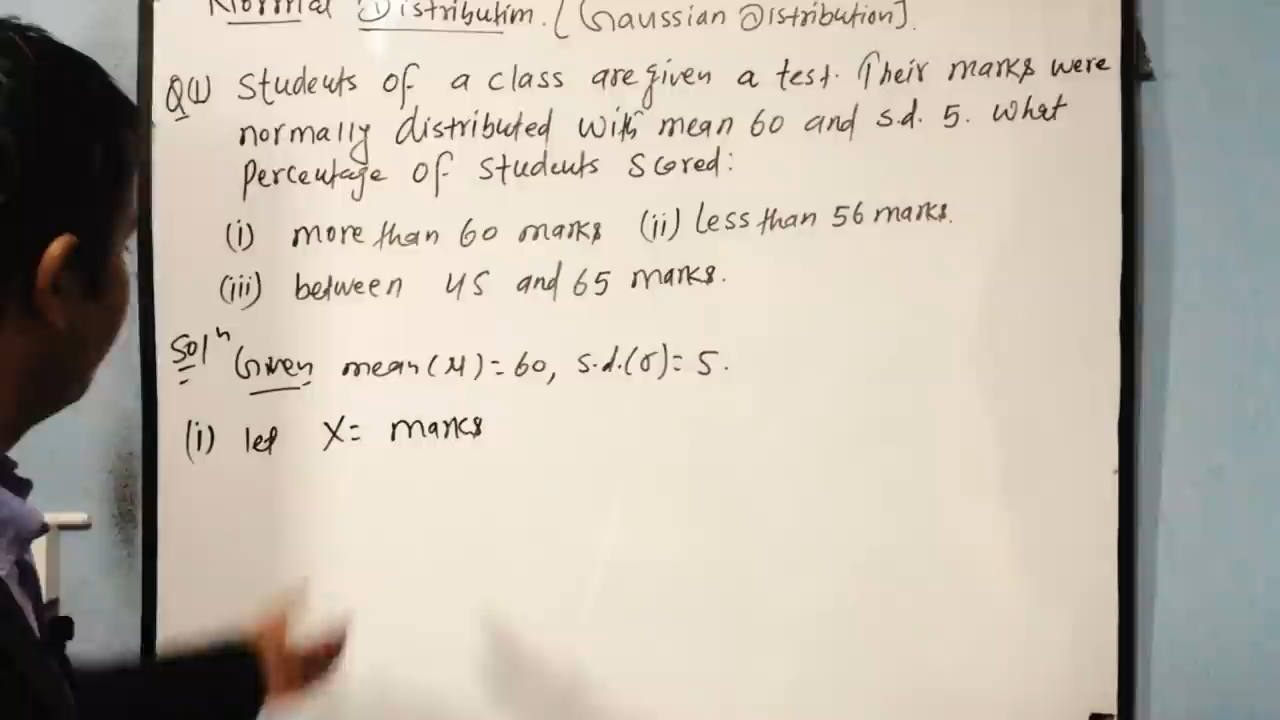 Normal Distribution. [Gaussian Distribution].
Q(1) Students of a class are given a test. Their marks were
normally distributed with mean 60 and s.d. 5. What
Percentage of Students Scored:
(i) more than 60 marks (ii) Less than 56 marks.
(iii) between 45 and 65 marks.
Solⁿ Given mean(μ)=60, s.d.(σ)= 5.
(i) let X= marks